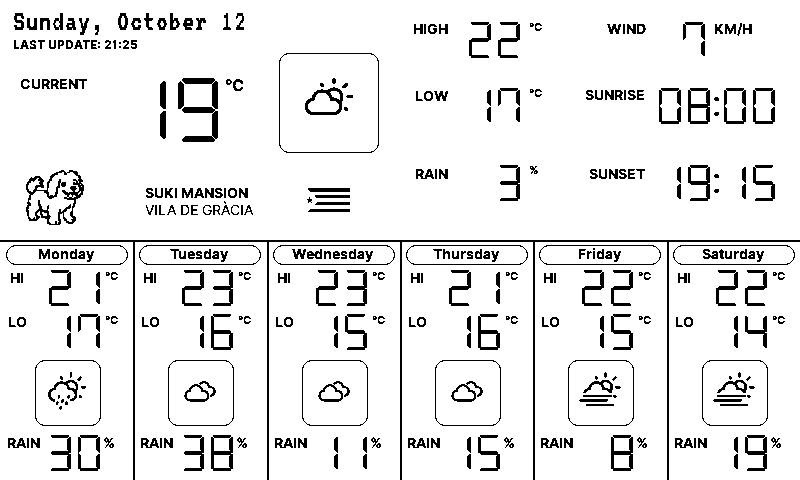 Sunday, October 12
LAST UPDATE: 21:25
CURRENT 19 °C
HIGH 22 °C
LOW 17 °C
RAIN 3 %
WIND 7 KM/H
SUNRISE 08:00
SUNSET 19:15
SUKI MANSION
VILA DE GRÀCIA
Monday
HI 21 °C
LO 17 °C
RAIN 30 %
Tuesday
HI 23 °C
LO 16 °C
RAIN 38 %
Wednesday
HI 23 °C
LO 15 °C
RAIN 11 %
Thursday
HI 21 °C
LO 16 °C
RAIN 15 %
Friday
HI 22 °C
LO 15 °C
RAIN 8 %
Saturday
HI 22 °C
LO 14 °C
RAIN 19 %